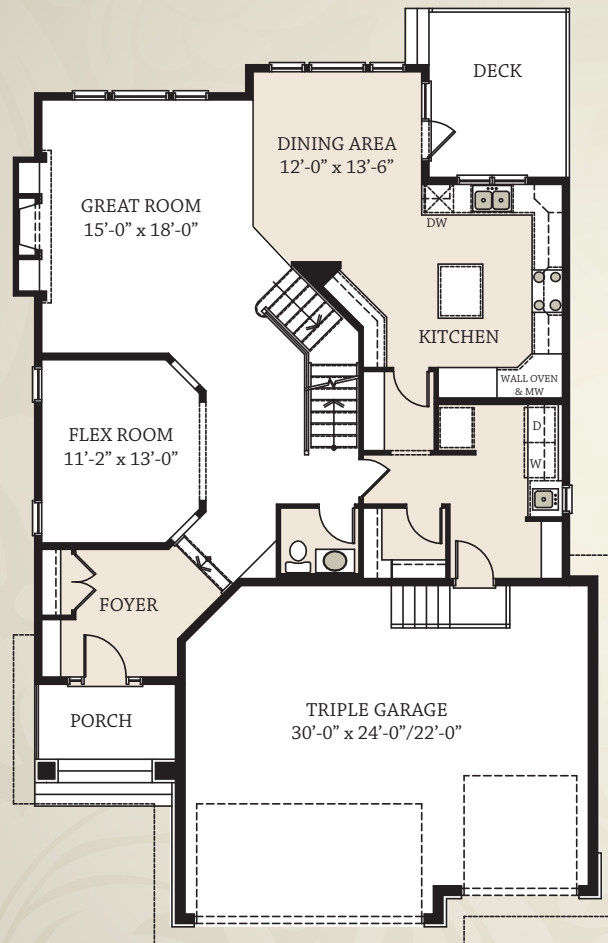 DECK
DINING AREA
12'-0" x 13'-6"
GREAT ROOM
15'-0" x 18'-0"
DW
KITCHEN
WALL OVEN
& MW
FLEX ROOM
11'-2" x 13'-0"
D
W
FOYER
PORCH
TRIPLE GARAGE
30'-0" x 24'-0"/22'-0"